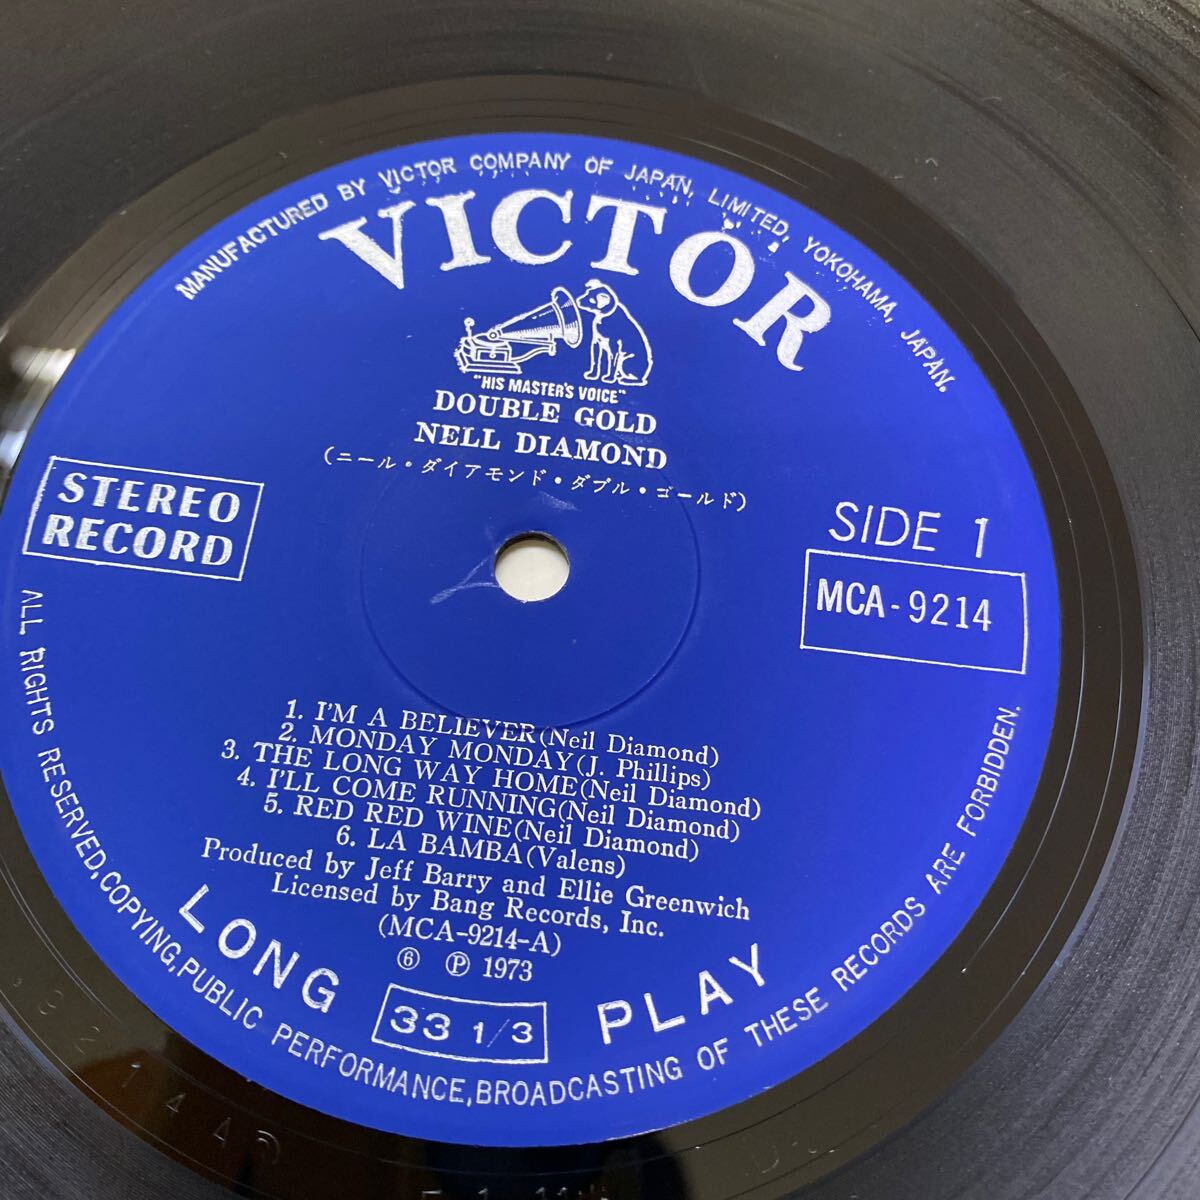 MANUFACTURED BY VICTOR COMPANY OF JAPAN, LIMITED, YOKOHAMA, JAPAN.
VICTOR
"HIS MASTER'S VOICE"
DOUBLE GOLD
NELL DIAMOND
(ニール・ダイアモンド・ダブル・ゴールド)
STEREO
RECORD
SIDE 1
MCA-9214
1. I'M A BELIEVER(Neil Diamond)
2. MONDAY MONDAY(J. Phillips)
3. THE LONG WAY HOME(Neil Diamond)
4. I'LL COME RUNNING(Neil Diamond)
5. RED RED WINE(Neil Diamond)
6. LA BAMBA(Valens)
Produced by Jeff Barry and Ellie Greenwich
Licensed by Bang Records, Inc.
(MCA-9214-A)
⑥ Ⓟ 1973
LONG 33 1/3 PLAY
ALL RIGHTS RESERVED,COPYING,PUBLIC PERFORMANCE,BROADCASTING OF THESE RECORDS ARE FORBIDDEN.